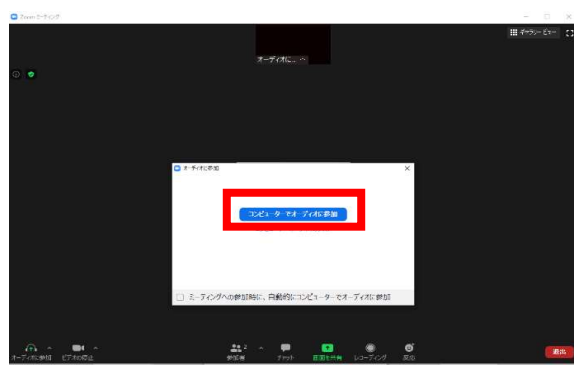 Zoom ミーティング
ギャラリー ビュー
オーディオに...
オーディオに参加
コンピューターでオーディオに参加
ミーティングへの参加時に、自動的にコンピューターでオーディオに参加
オーディオに参加 ビデオの停止 参加者 2 チャット 画面を共有 レコーディング 反応 退出